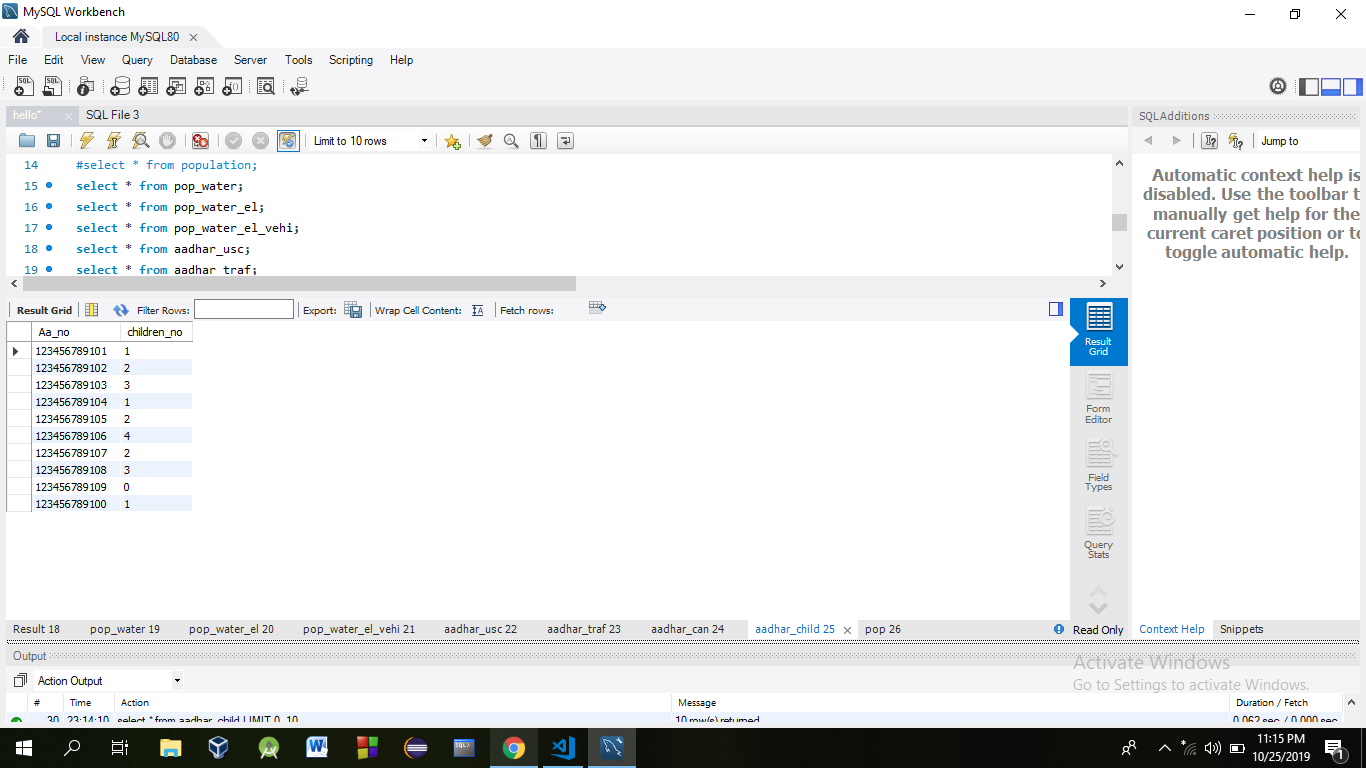 MySQL Workbench
Local instance MySQL80
File Edit View Query Database Server Tools Scripting Help
hello* SQL File 3
SQLAdditions
Limit to 10 rows
Jump to
14 #select * from population;
15 select * from pop_water;
16 select * from pop_water_el;
17 select * from pop_water_el_vehi;
18 select * from aadhar_usc;
19 select * from aadhar_traf;
Automatic context help is
disabled. Use the toolbar t
manually get help for the
current caret position or to
toggle automatic help.
Result Grid Filter Rows: Export: Wrap Cell Content: Fetch rows:
Aa_no children_no
123456789101 1
123456789102 2
123456789103 3
123456789104 1
123456789105 2
123456789106 4
123456789107 2
123456789108 3
123456789109 0
123456789100 1
Result
Grid
Form
Editor
Field
Types
Query
Stats
Result 18 pop_water 19 pop_water_el 20 pop_water_el_vehi 21 aadhar_usc 22 aadhar_traf 23 aadhar_can 24 aadhar_child 25 pop 26 Read Only
Context Help Snippets
Output
Action Output
# Time Action Message Duration / Fetch
30 23:14:10 select * from aadhar_child LIMIT 0, 10 10 row(s) returned 0.062 sec / 0.000 sec
Activate Windows
Go to Settings to activate Windows.
11:15 PM
10/25/2019
1